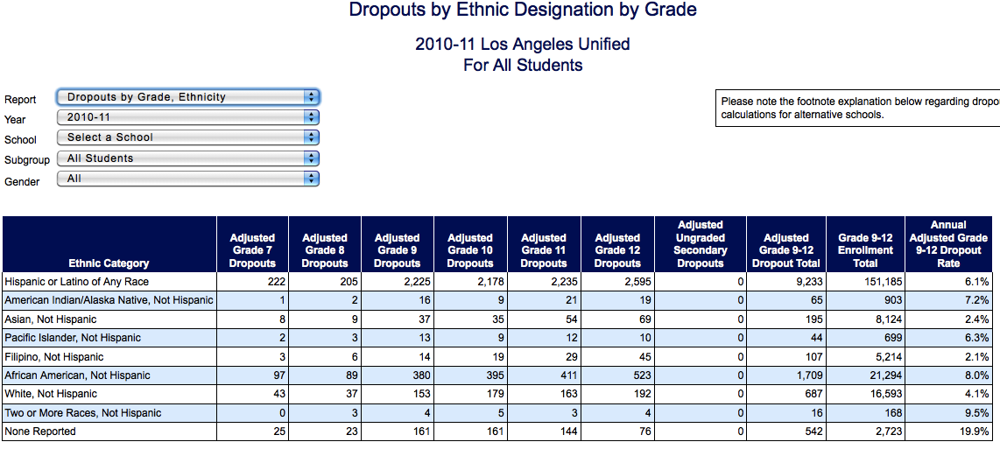 Dropouts by Ethnic Designation by Grade
2010-11 Los Angeles Unified
For All Students
Report Dropouts by Grade, Ethnicity
Year 2010-11
School Select a School
Subgroup All Students
Gender All
Please note the footnote explanation below regarding
calculations for alternative schools.
Ethnic Category Adjusted Grade 7 Dropouts Adjusted Grade 8 Dropouts Adjusted Grade 9 Dropouts Adjusted Grade 10 Dropouts Adjusted Grade 11 Dropouts Adjusted Grade 12 Dropouts Adjusted Ungraded Secondary Dropouts Adjusted Grade 9-12 Dropout Total Grade 9-12 Enrollment Total Annual Adjusted Grade 9-12 Dropout Rate
Hispanic or Latino of Any Race 222 205 2,225 2,178 2,235 2,595 0 9,233 151,185 6.1%
American Indian/Alaska Native, Not Hispanic 1 2 16 9 21 19 0 65 903 7.2%
Asian, Not Hispanic 8 9 37 35 54 69 0 195 8,124 2.4%
Pacific Islander, Not Hispanic 2 3 13 9 12 10 0 44 699 6.3%
Filipino, Not Hispanic 3 6 14 19 29 45 0 107 5,214 2.1%
African American, Not Hispanic 97 89 380 395 411 523 0 1,709 21,294 8.0%
White, Not Hispanic 43 37 153 179 163 192 0 687 16,593 4.1%
Two or More Races, Not Hispanic 0 3 4 5 3 4 0 16 168 9.5%
None Reported 25 23 161 161 144 76 0 542 2,723 19.9%